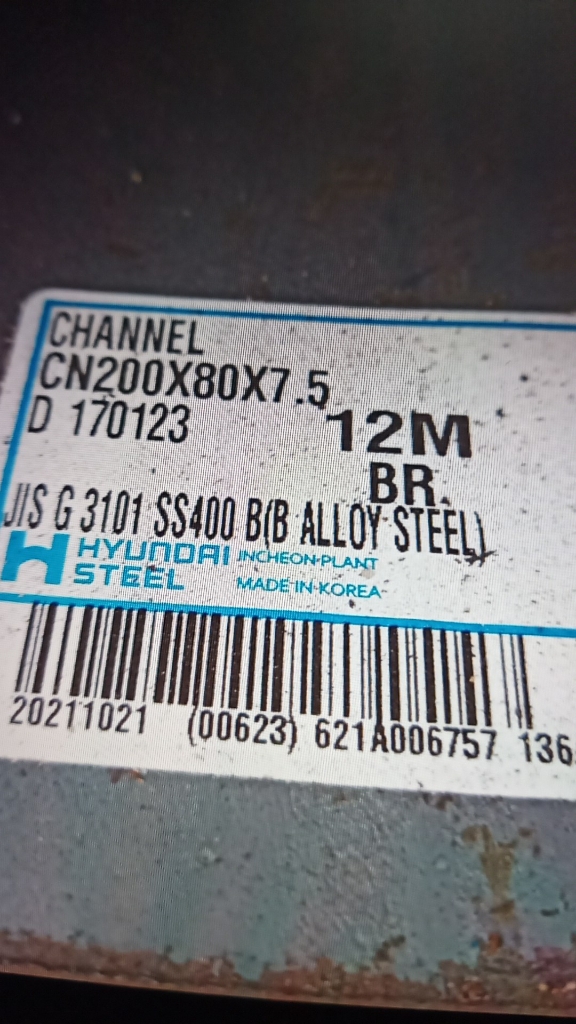 CHANNEL
CN200X80X7.5
D 170123
12M
BR.
JIS G 3101 SS400 B(B ALLOY STEEL)
HYUNDAI
STEEL
INCHEON PLANT
MADE IN KOREA
20211021 (00623) 621A006757 136